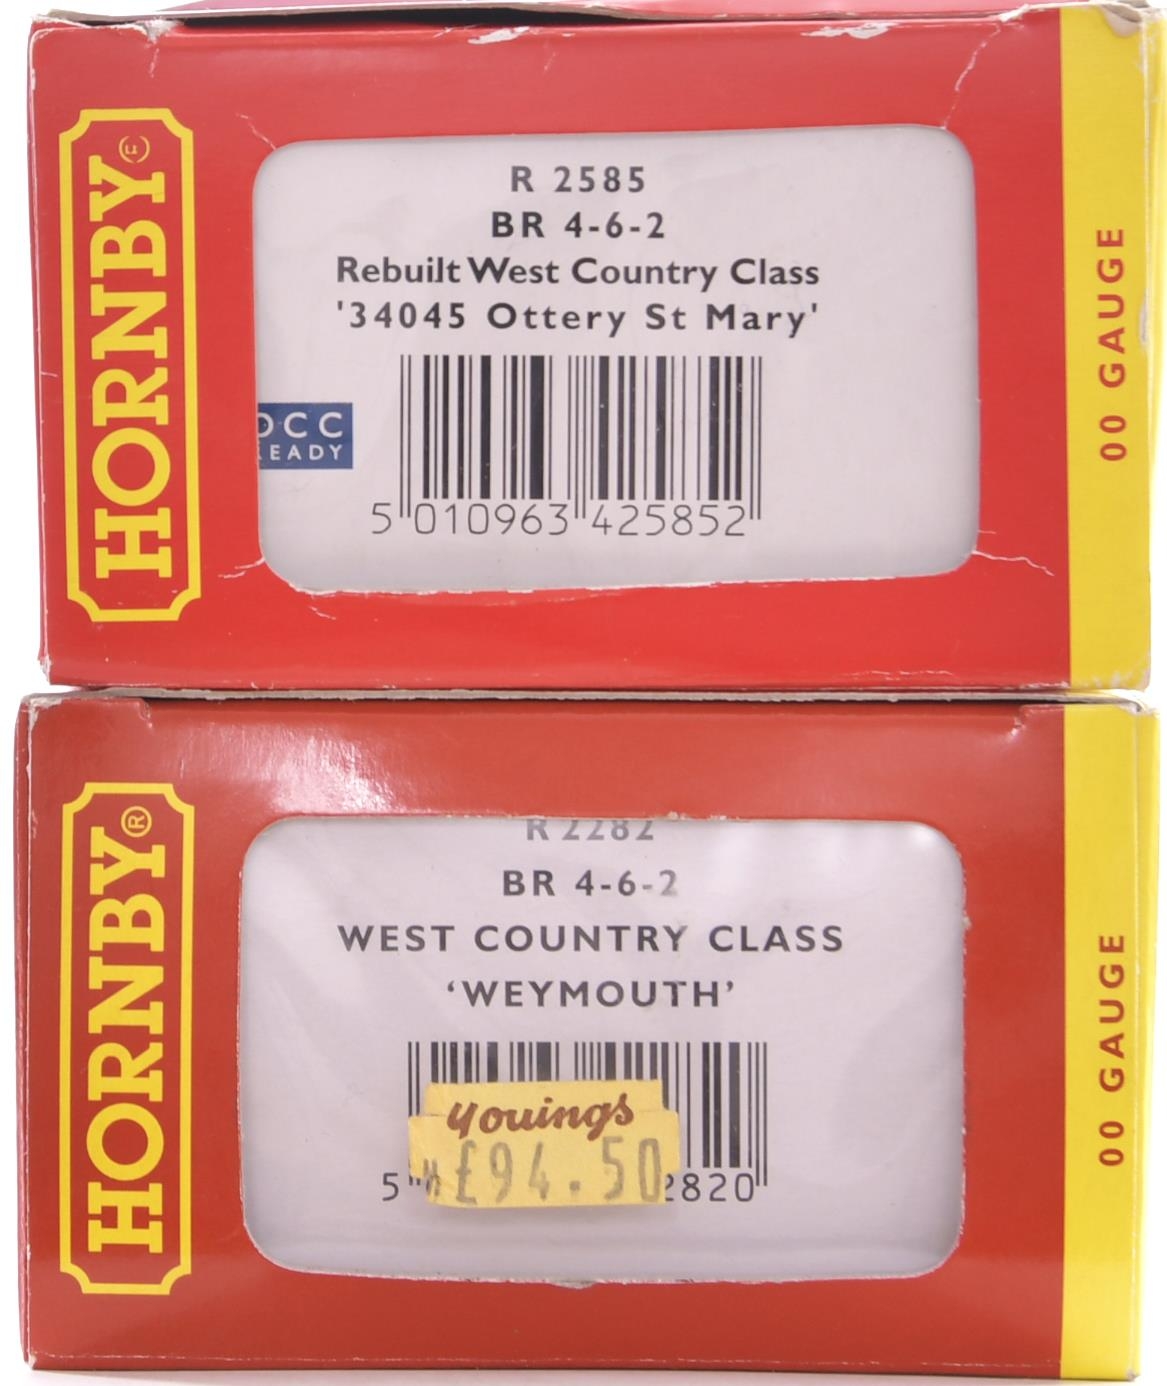 HORNBY
R 2585
BR 4-6-2
Rebuilt West Country Class
'34045 Ottery St Mary'
DCC
READY
5 010963 425852
00 GAUGE
HORNBY®
R 2282
BR 4-6-2
WEST COUNTRY CLASS
‘WEYMOUTH’
Youings
£94.50
5 2820
00 GAUGE